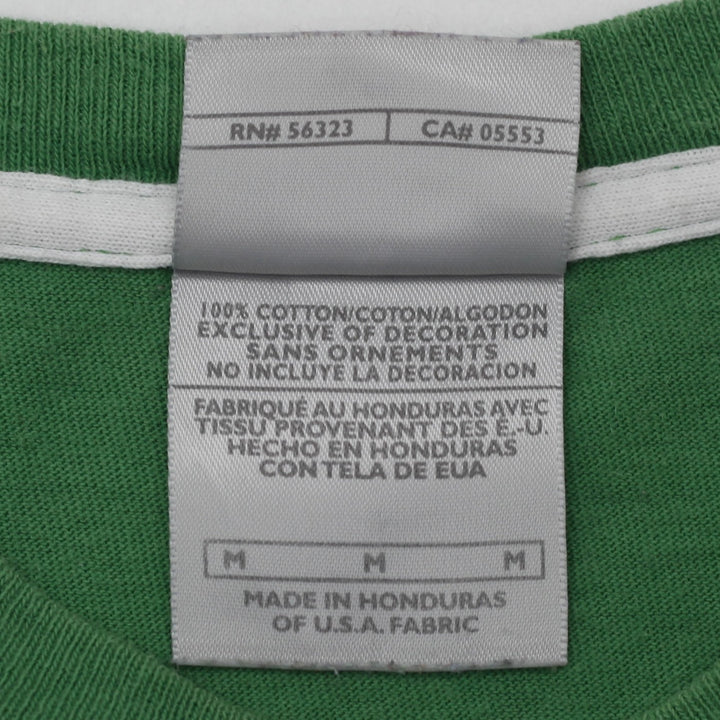 RN# 56323 | CA# 05553
100% COTTON/COTON/ALGODON
EXCLUSIVE OF DECORATION
SANS ORNEMENTS
NO INCLUYE LA DECORACION
FABRIQUÉ AU HONDURAS AVEC
TISSU PROVENANT DES É.-U.
HECHO EN HONDURAS
CON TELA DE EUA
M M M
MADE IN HONDURAS
OF U.S.A. FABRIC